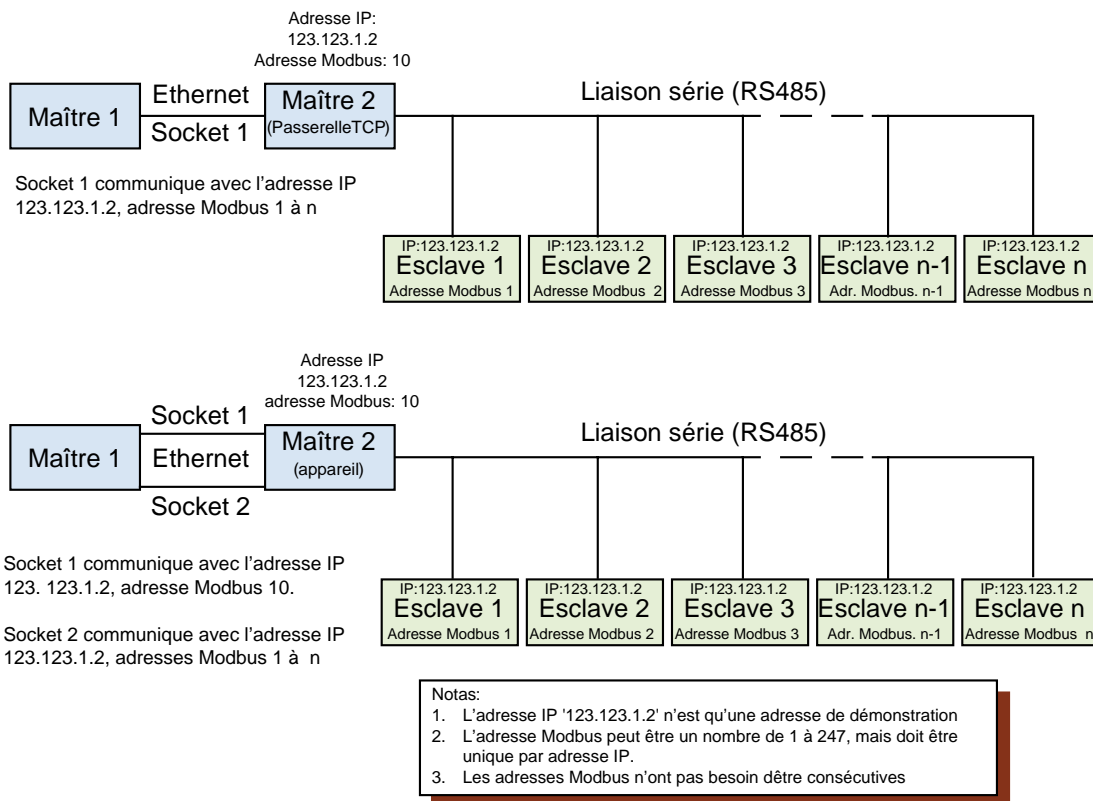 Adresse IP:
123.123.1.2
Adresse Modbus: 10
Maître 1
Ethernet
Socket 1
Maître 2
(PasserelleTCP)
Liaison série (RS485)
Socket 1 communique avec l’adresse IP
123.123.1.2, adresse Modbus 1 à n
IP:123.123.1.2
Esclave 1
Adresse Modbus 1
IP:123.123.1.2
Esclave 2
Adresse Modbus 2
IP:123.123.1.2
Esclave 3
Adresse Modbus 3
IP:123.123.1.2
Esclave n-1
Adr. Modbus. n-1
IP:123.123.1.2
Esclave n
Adresse Modbus n
Adresse IP
123.123.1.2
adresse Modbus: 10
Maître 1
Socket 1
Ethernet
Socket 2
Maître 2
(appareil)
Liaison série (RS485)
Socket 1 communique avec l’adresse IP
123. 123.1.2, adresse Modbus 10.
Socket 2 communique avec l’adresse IP
123.123.1.2, adresses Modbus 1 à n
IP:123.123.1.2
Esclave 1
Adresse Modbus 1
IP:123.123.1.2
Esclave 2
Adresse Modbus 2
IP:123.123.1.2
Esclave 3
Adresse Modbus 3
IP:123.123.1.2
Esclave n-1
Adr. Modbus. n-1
IP:123.123.1.2
Esclave n
Adresse Modbus n
Notas:
1. L’adresse IP '123.123.1.2' n’est qu’une adresse de démonstration
2. L’adresse Modbus peut être un nombre de 1 à 247, mais doit être
unique par adresse IP.
3. Les adresses Modbus n’ont pas besoin dêtre consécutives